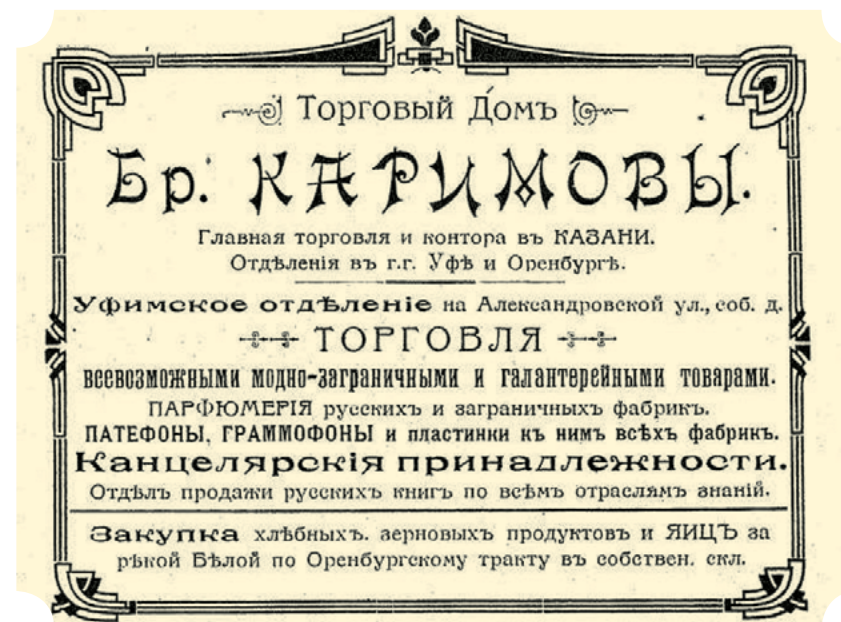 Торговый Домъ
Бр. КАРИМОВЫ.
Главная торговля и контора въ КАЗАНИ.
Отдѣленія въ г.г. Уфѣ и Оренбургѣ.
Уфимское отдѣленіе на Александровской ул., соб. д.
ТОРГОВЛЯ
всевозможными модно-заграничными и галантерейными товарами.
ПАРФЮМЕРІЯ русскихъ и заграничныхъ фабрикъ.
ПАТЕФОНЫ, ГРАММОФОНЫ и пластинки къ нимъ всѣхъ фабрикъ.
Канцелярскія принадлежности.
Отдѣлъ продажи русскихъ книгъ по всѣмъ отраслямъ знаній.
Закупка хлѣбныхъ. зерновыхъ продуктовъ и ЯИЦЪ за
рѣкой Бѣлой по Оренбургскому тракту въ собствен. скл.